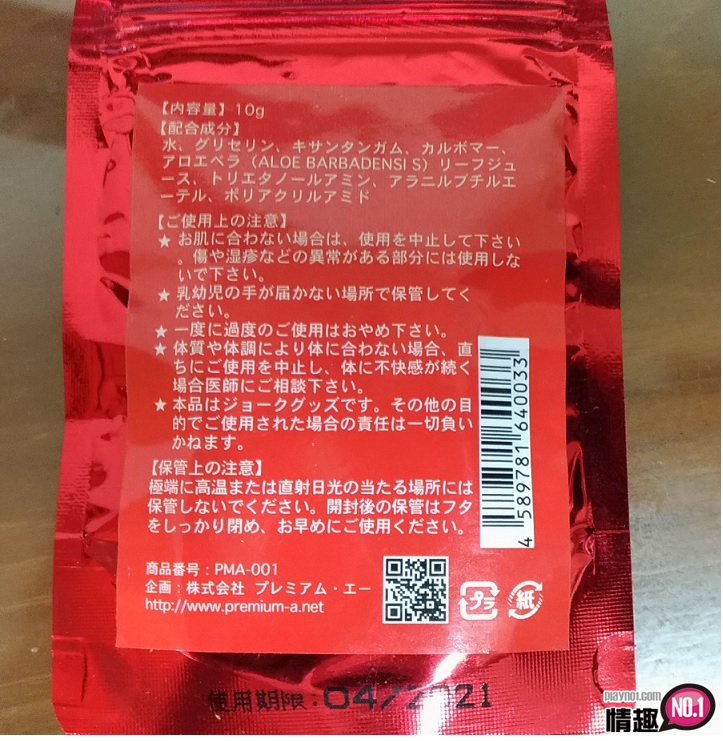 【内容量】10g
【配合成分】
水、グリセリン、キサンタンガム、カルボマー、
アロエベラ（ALOE BARBADENSI S）リーフジュ
ース、トリエタノールアミン、アラニルブチルエ
ーテル、ポリアクリルアミド
【ご使用上の注意】
★ お肌に合わない場合は、使用を中止して下さい
。傷や湿疹などの異常がある部分には使用しな
いで下さい。
★ 乳幼児の手が届かない場所で保管してく
ださい。
★ 一度に過度のご使用はおやめ下さい。
★ 体質や体調により体に合わない場合、直
ちにご使用を中止し、体に不快感が続く
場合医師にご相談下さい。
★ 本品はジョークグッズです。その他の目
的でご使用された場合の責任は一切負い
かねます。
【保管上の注意】
極端に高温または直射日光の当たる場所には
保管しないでください。開封後の保管はフタ
をしっかり閉め、お早めにご使用ください。
4 589781 640033
商品番号：PMA-001
企画：株式会社 プレミアム・エー
http://www.premium-a.net
プラ
紙
使用期限:04/2021
playno1.com
情趣 NO.1